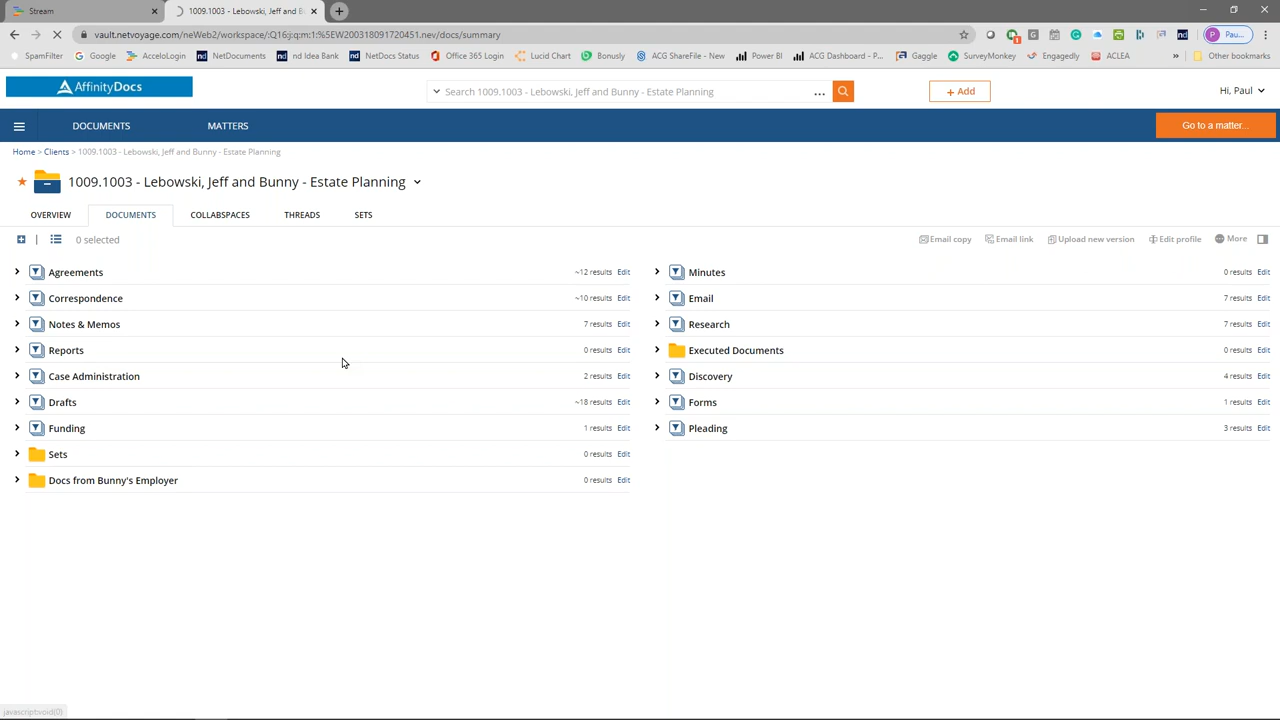 Stream
1009.1003 - Lebowski, Jeff and B
vault.netvoyage.com/neWeb2/workspace/:Q16:j:q:m:1:%5EW200318091720451.nev/docs/summary
Pau...
SpamFilter Google AcceloLogin NetDocuments nd Idea Bank Office 365 Login Lucid Chart Bonusly ACG ShareFile - New Power BI ACG Dashboard – P... Gaggle SurveyMonkey Engagedly ACLEA » Other bookmarks
NetDocsStatus
AffinityDocs
Search 1009.1003 - Lebowski, Jeff and Bunny - Estate Planning ...
+ Add
Hi, Paul
DOCUMENTS MATTERS
Go to a matter...
Home > Clients > 1009.1003 - Lebowski, Jeff and Bunny - Estate Planning
1009.1003 - Lebowski, Jeff and Bunny - Estate Planning
OVERVIEW DOCUMENTS COLLABSPACES THREADS SETS
0 selected
Email copy Email link Upload new version Edit profile More
Agreements ~12 results Edit
Correspondence ~10 results Edit
Notes & Memos 7 results Edit
Reports 0 results Edit
Case Administration 2 results Edit
Drafts ~18 results Edit
Funding 1 results Edit
Sets 0 results Edit
Docs from Bunny's Employer 0 results Edit
Minutes 0 results Edit
Email 7 results Edit
Research 7 results Edit
Executed Documents 0 results Edit
Discovery 4 results Edit
Forms 1 results Edit
Pleading 3 results Edit
javascript:void(0)